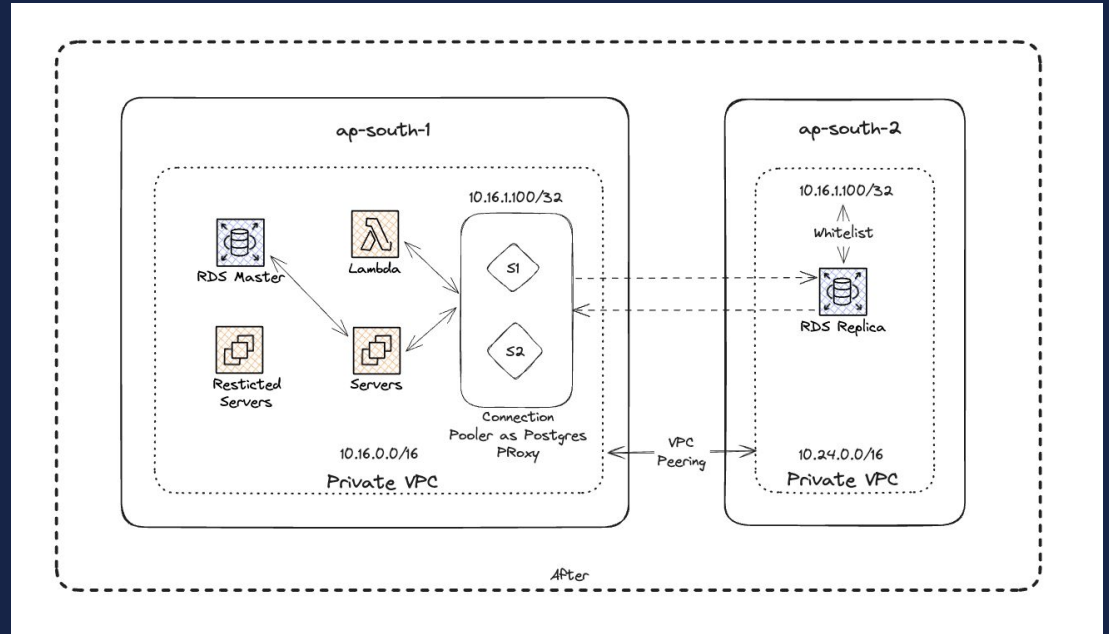 ap-south-1
ap-south-2
10.16.1.100/32
10.16.1.100/32
Whitelist
RDS Master
Lambda
S1
RDS Replica
S2
Resticted
Servers
Servers
Connection
Pooler as Postgres
PRoxy
VPC
Peering
10.16.0.0/16
Private VPC
10.24.0.0/16
Private VPC
After